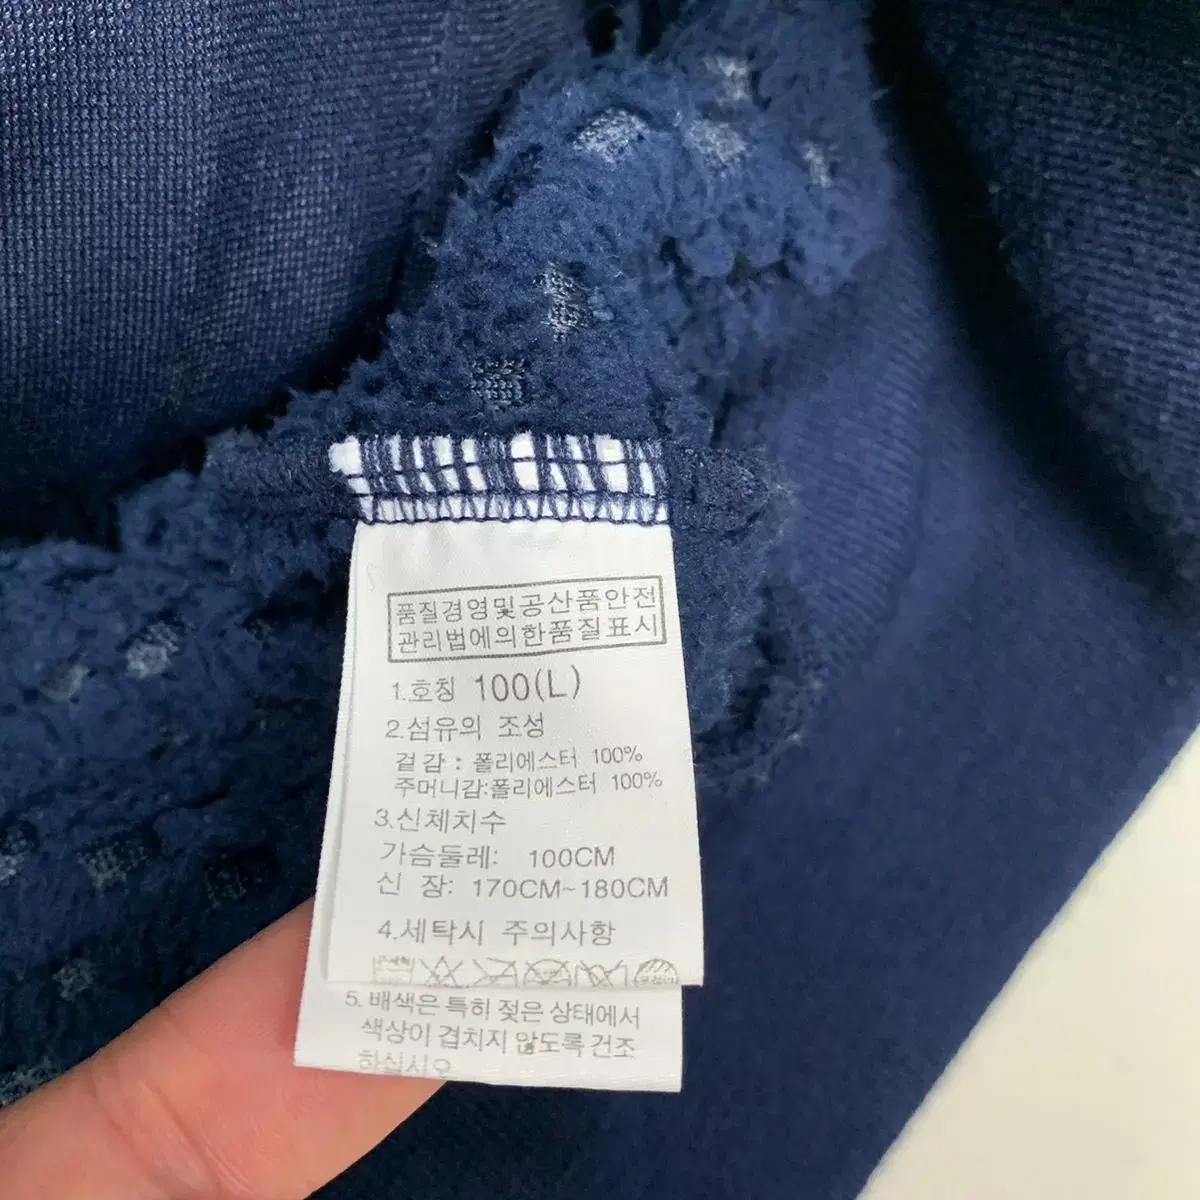 품질경영및공산품안전
관리법에의한품질표시
1.호칭 100(L)
2.섬유의 조성
겉감 : 폴리에스터 100%
주머니감:폴리에스터 100%
3.신체치수
가슴둘레: 100CM
신 장: 170CM~180CM
4.세탁시 주의사항
5. 배색은 특히 젖은 상태에서
색상이 겹치지 않도록 건조
하십시오